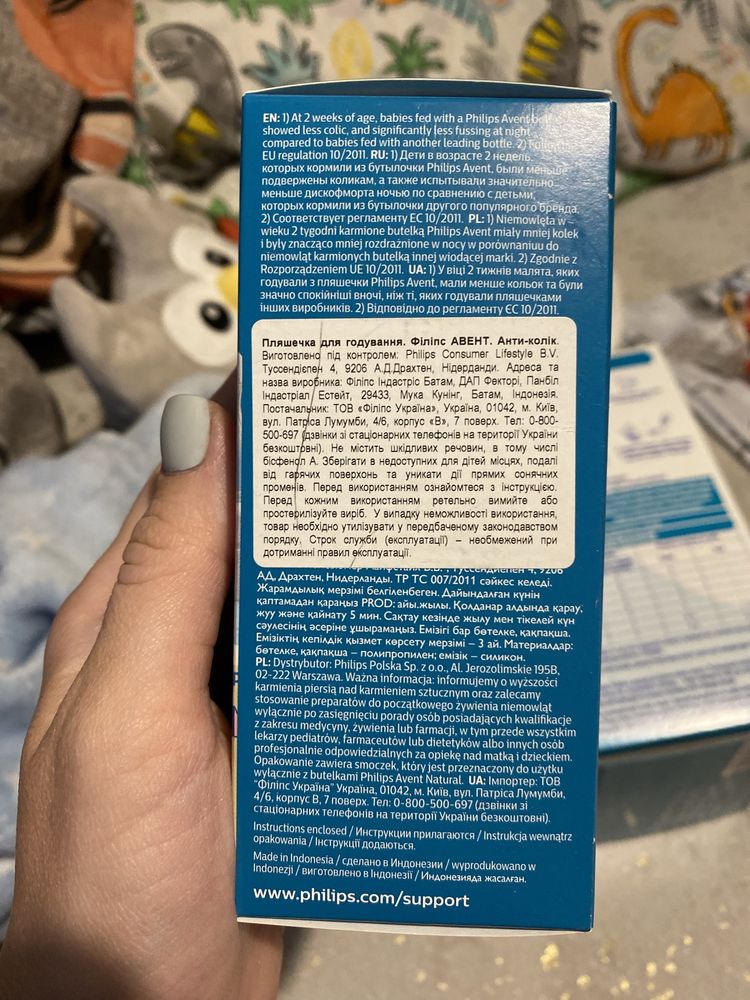 EN: 1) At 2 weeks of age, babies fed with a Philips Avent
showed less colic, and significantly less fussing at night
compared to babies fed with another leading bottle. 2)
EU regulation 10/2011. RU: 1) Дети в возрасте 2 недель,
которых кормили из бутылочки Philips Avent, были меньше
подвержены коликам, а также испытывали значительно
меньше дискомфорта ночью по сравнению с детьми,
которых кормили из бутылочки другого популярного бренда.
2) Соответствует регламенту ЕС 10/2011. PL: 1) Niemowlęta w
wieku 2 tygodni karmione butelką Philips Avent miały mniej kolek
i były znacząco mniej rozdrażnione w nocy w porównaniuu do
niemowląt karmionych butelką innej wiodącej marki. 2) Zgodnie z
Rozporządzeniem UE 10/2011. UA: 1) У віці 2 тижнів малята, яких
годували з пляшечки Philips Avent, мали менше кольок та були
значно спокійніші вночі, ніж ті, яких годували пляшечками
інших виробників. 2) Відповідно до регламенту ЄС 10/2011.
Пляшечка для годування. Філіпс АВЕНТ. Анти-колік.
Виготовлено під контролем: Philips Consumer Lifestyle B.V.
Туссендієпен 4, 9206 А.Д.Драхтен, Нідерданди. Адреса та
назва виробника: Філіпс Індастріс Батам, ДАП Фекторі, Панбіл
Індастріал Естейт, 29433, Мука Кунінг, Батам, Індонезія.
Постачальник: ТОВ «Філіпс Україна», Україна, 01042, м. Київ,
вул. Патріса Лумумби, 4/6, корпус «В», 7 поверх. Тел: 0-800-
500-697 (дзвінки зі стаціонарних телефонів на території України
безкоштовні). Не містить шкідливих речовин, в тому числі
бісфенол А. Зберігати в недоступних для дітей місцях, подалі
від гарячих поверхонь та уникати дії прямих сонячних
променів. Перед використанням ознайомтеся з інструкцією.
Перед кожним використанням ретельно вимийте або
простерилізуйте виріб. У випадку неможливості використання,
товар необхідно утилізувати у передбаченому законодавством
порядку. Строк служби (експлуатації) – необмежений при
дотриманні правил експлуатації.
АД, Драхтен, Нидерланды. ТР ТС 007/2011 сәйкес келеді.
Жарамдылық мерзімі белгіленбеген. Дайындалған күнін
қаптамадан қараңыз PROD: айы.жылы. Қолданар алдында қарау,
жуу және қайнату 5 мин. Сақтау кезінде жылу мен тікелей күн
сәулесінің әсеріне ұшырамаңыз. Емізігі бар бөтелке, қақпақша.
Емізіктің кепілдік қызмет көрсету мерзімі – 3 ай. Материалдар:
бөтелке, қақпақша – полипропилен; емізік – силикон.
PL: Dystrybutor: Philips Polska Sp. z o.o., Al. Jerozolimskie 195B,
02-222 Warszawa. Ważna informacja: informujemy o wyższości
karmienia piersią nad karmieniem sztucznym oraz zalecamy
stosowanie preparatów do początkowego żywienia niemowląt
wyłącznie po zasięgnięciu porady osób posiadających kwalifikacje
z zakresu medycyny, żywienia lub farmacji, w tym przede wszystkim
lekarzy pediatrów, farmaceutów lub dietetyków albo innych osób
profesjonalnie odpowiedzialnych za opiekę nad matką i dzieckiem.
Opakowanie zawiera smoczek, który jest przeznaczony do użytku
wyłącznie z butelkami Philips Avent Natural. UA: Імпортер: ТОВ
"Філіпс Україна" Україна, 01042, м. Київ, вул. Патріса Лумумби,
4/6, корпус В, 7 поверх. Тел: 0-800-500-697 (дзвінки зі
стаціонарних телефонів на території України безкоштовні).
Instructions enclosed / Инструкции прилагаются / Instrukcja wewnątrz
opakowania / Інструкції додаються.
Made in Indonesia / сделано в Индонезии / wyprodukowano w
Indonezji / виготовлено в Індонезії / Индонезияда жасалған.
www.philips.com/support